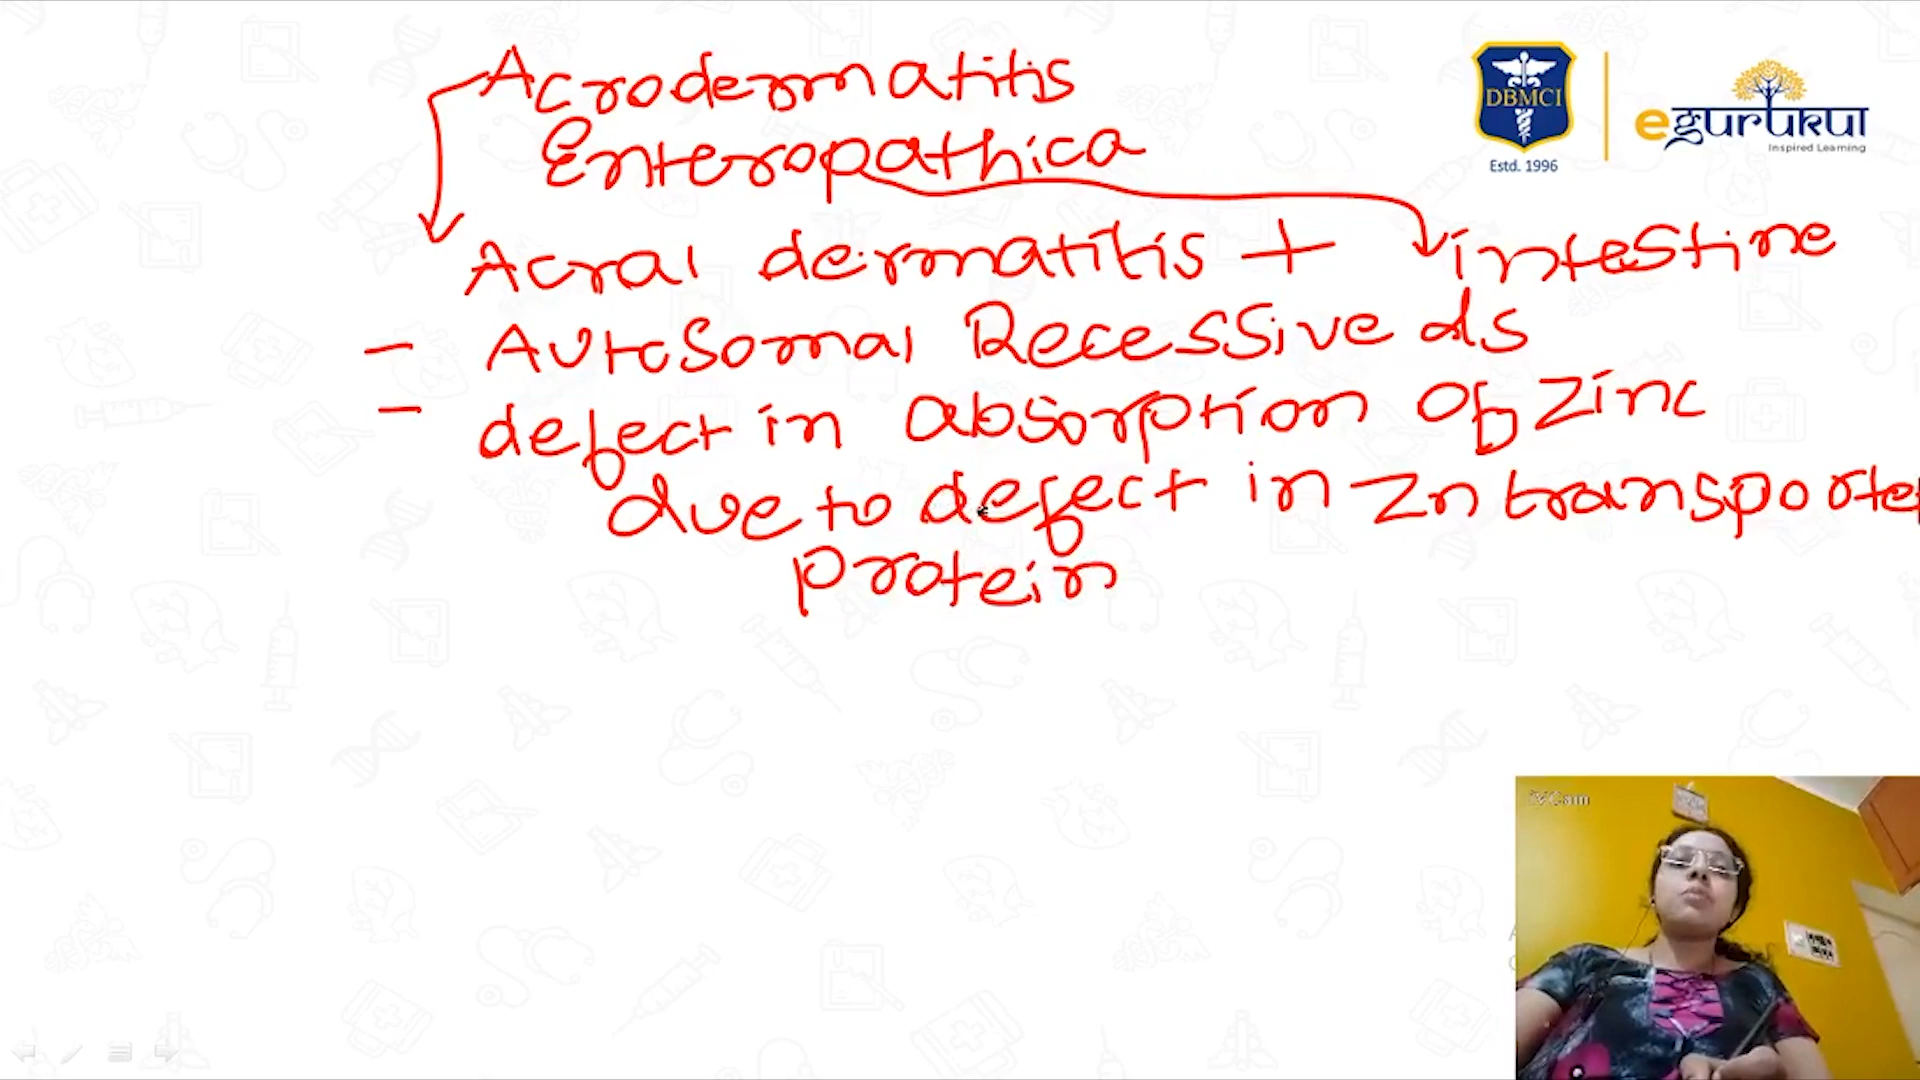 Acrodermatitis
Enteropathica
Acral dermatitis + intestine
- Autosomal Recessive ds
- defect in absorption of Zinc
due to defect in Zn transporter
protein
DBMCI
Estd. 1996
egurukul
Inspired Learning
iVCam